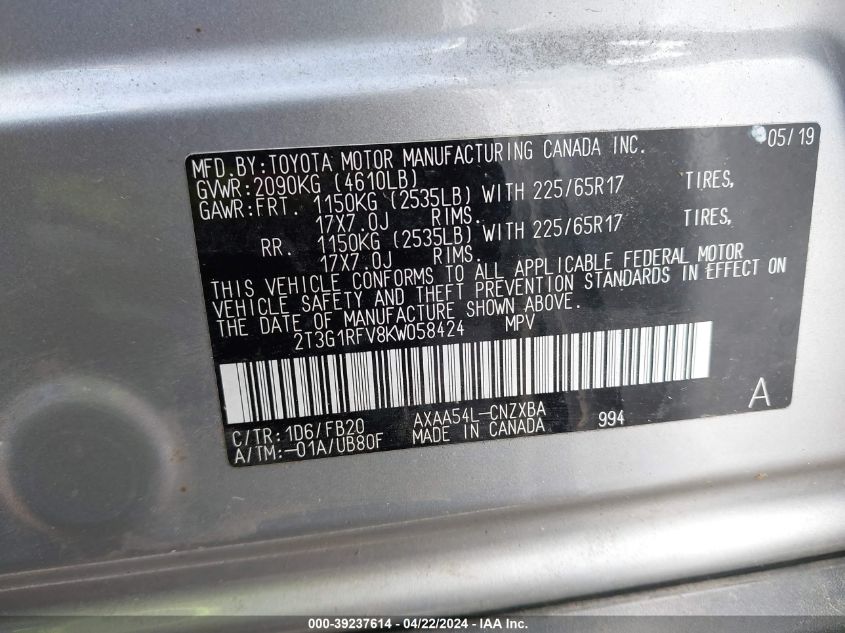 05/19
MFD.BY:TOYOTA MOTOR MANUFACTURING CANADA INC.
GVWR:2090KG (4610LB)
GAWR:FRT. 1150KG (2535LB) WITH 225/65R17 TIRES,
17X7.0J RIMS.
RR. 1150KG (2535LB) WITH 225/65R17 TIRES,
17X7.0J RIMS.
THIS VEHICLE CONFORMS TO ALL APPLICABLE FEDERAL MOTOR
VEHICLE SAFETY AND THEFT PREVENTION STANDARDS IN EFFECT ON
THE DATE OF MANUFACTURE SHOWN ABOVE.
2T3G1RFV8KW058424 MPV
A
C/TR:1D6/FB20 AXAA54L-CNZXBA 994
A/TM:-01A/UB80F MADE IN CANADA
000-39237614 - 04/22/2024 - IAA Inc.